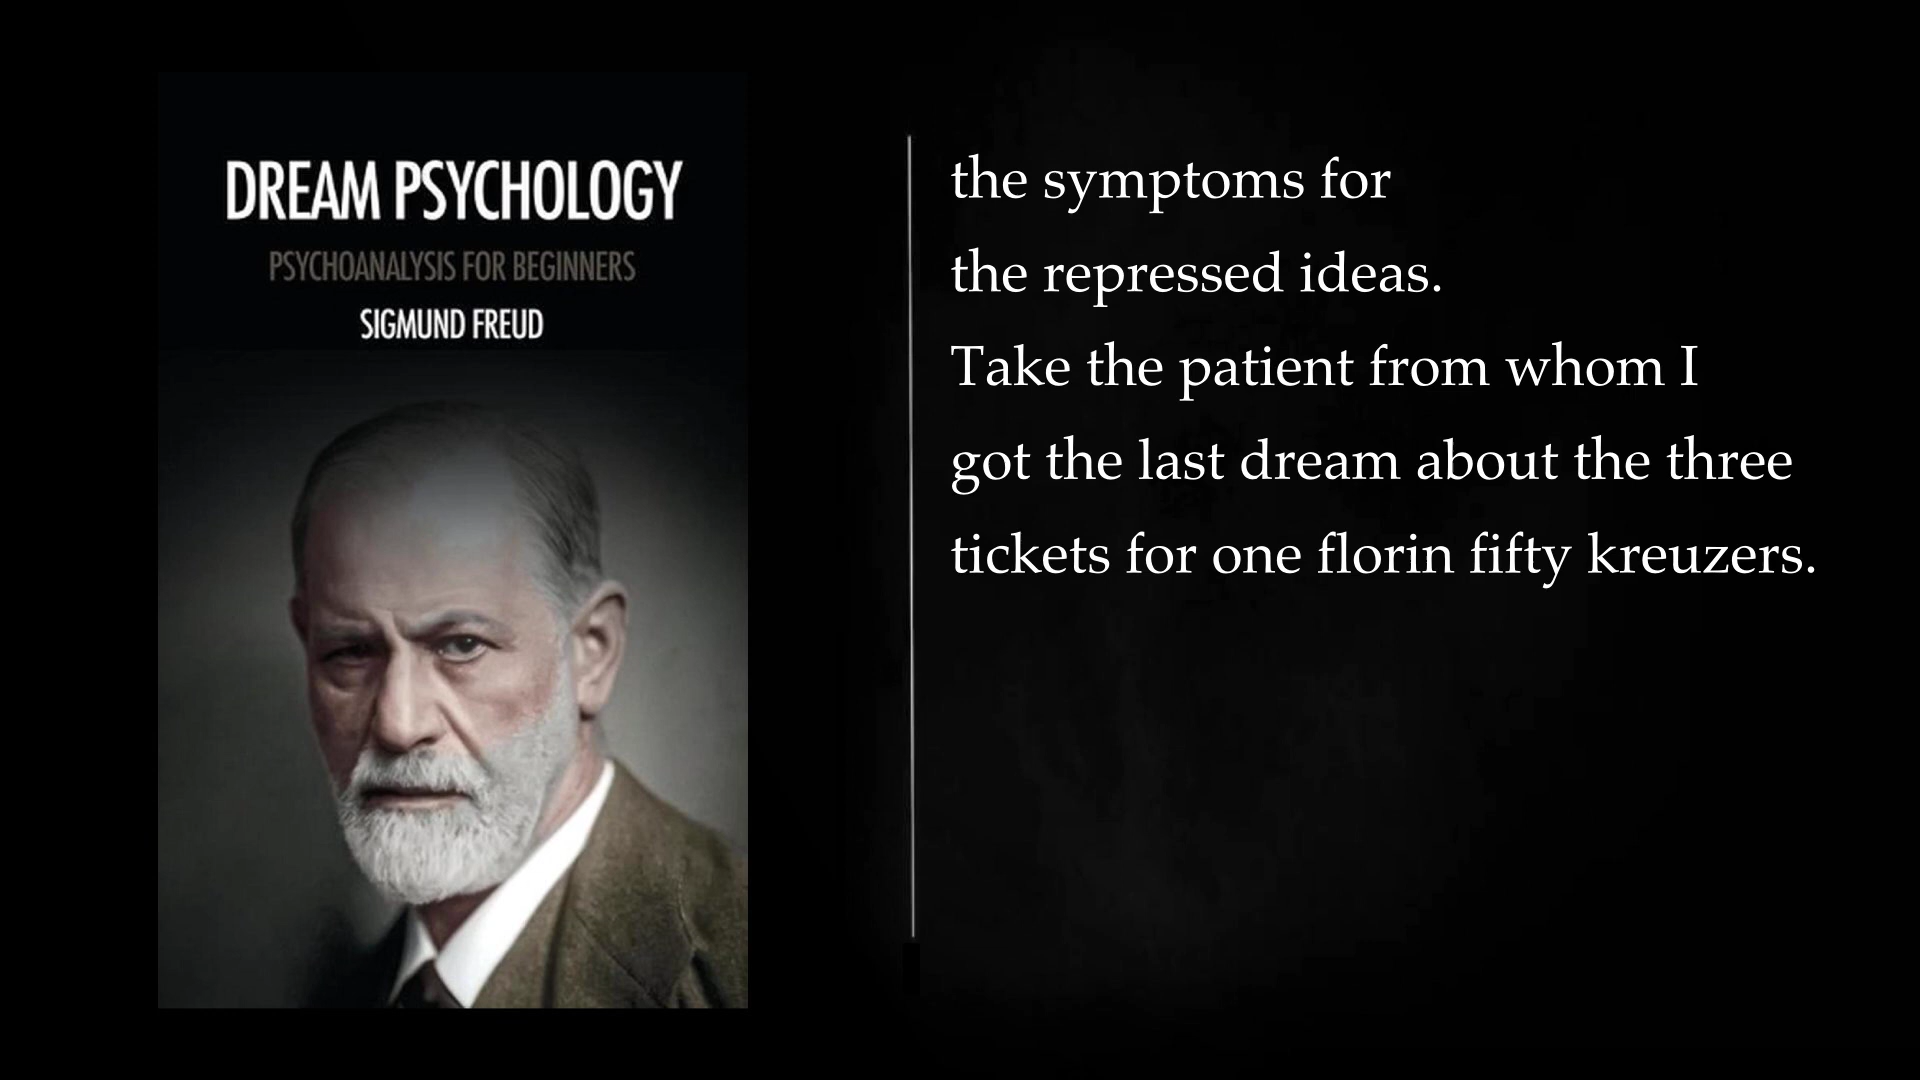 DREAM PSYCHOLOGY
PSYCHOANALYSIS FOR BEGINNERS
SIGMUND FREUD
the symptoms for
the repressed ideas.
Take the patient from whom I
got the last dream about the three
tickets for one florin fifty kreuzers.